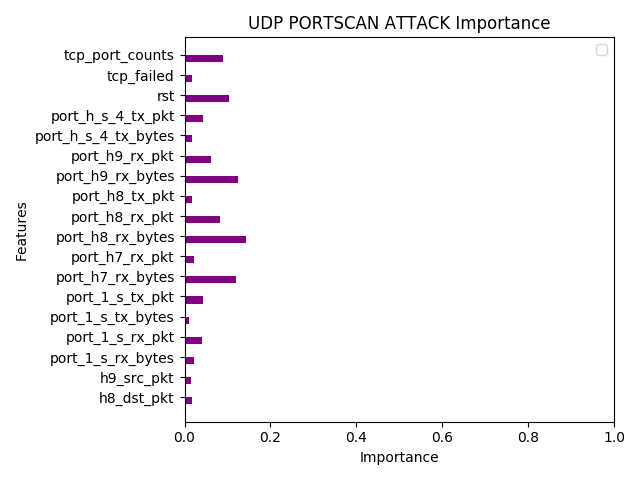 UDP PORTSCAN ATTACK Importance
tcp_port_counts
tcp_failed
rst
port_h_s_4_tx_pkt
port_h_s_4_tx_bytes
port_h9_rx_pkt
port_h9_rx_bytes
port_h8_tx_pkt
port_h8_rx_pkt
port_h8_rx_bytes
port_h7_rx_pkt
port_h7_rx_bytes
port_1_s_tx_pkt
port_1_s_tx_bytes
port_1_s_rx_pkt
port_1_s_rx_bytes
h9_src_pkt
h8_dst_pkt
Features
0.0 0.2 0.4 0.6 0.8 1.0
Importance